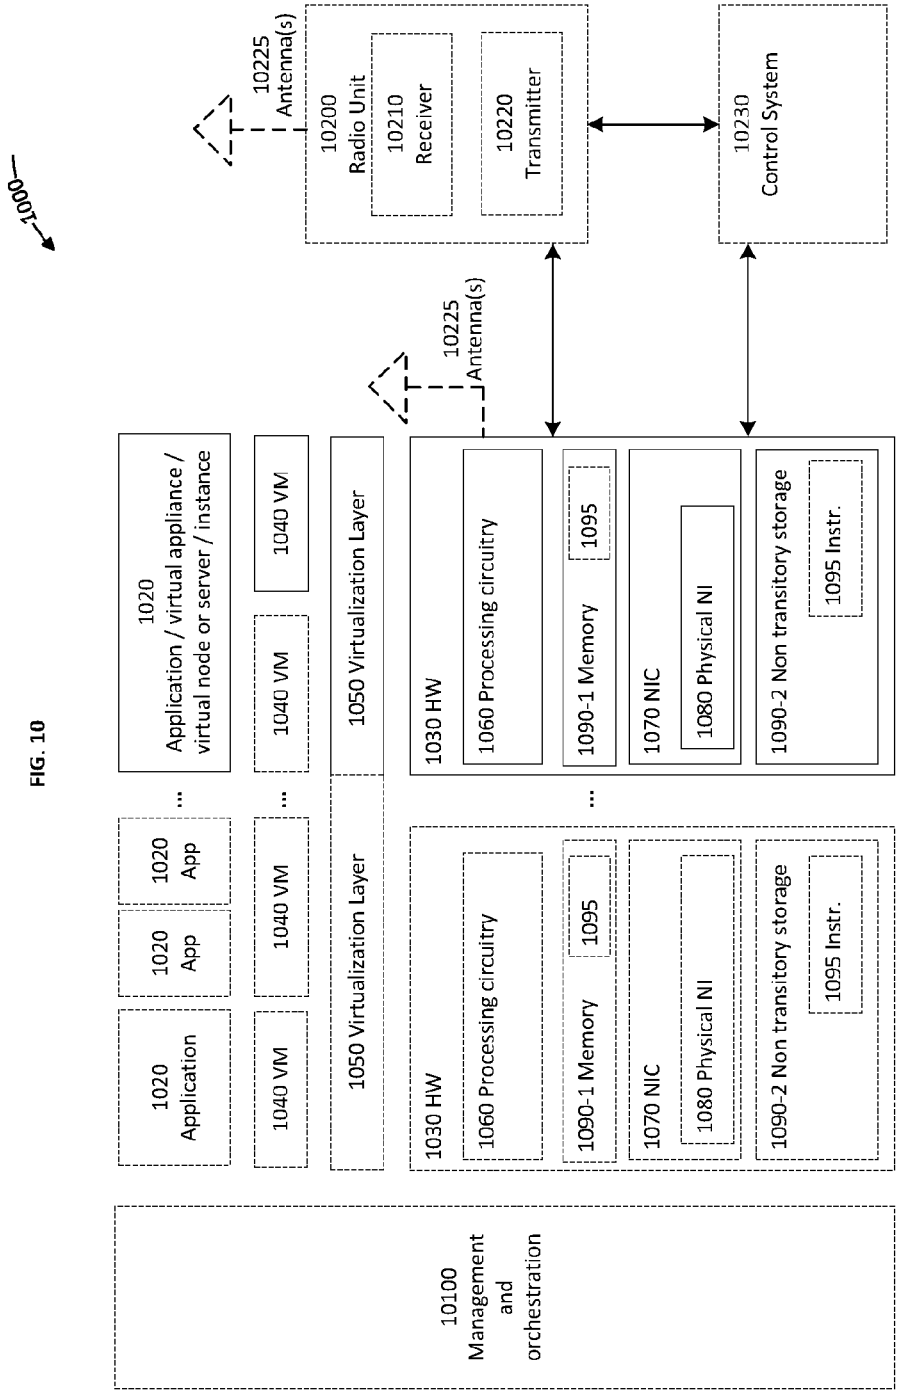 FIG. 10
1000
10100
Management
and
orchestration
1020
Application
1020
App
1020
App
...
1020
Application / virtual appliance /
virtual node or server / instance
1040 VM
1040 VM
...
1040 VM
1040 VM
1050 Virtualization Layer
1050 Virtualization Layer
1030 HW
1060 Processing circuitry
1090-1 Memory
1095
1070 NIC
1080 Physical NI
1090-2 Non transitory storage
1095 Instr.
...
1030 HW
1060 Processing circuitry
1090-1 Memory
1095
1070 NIC
1080 Physical NI
1090-2 Non transitory storage
1095 Instr.
10225
Antenna(s)
10225
Antenna(s)
10200
Radio Unit
10210
Receiver
10220
Transmitter
10230
Control System